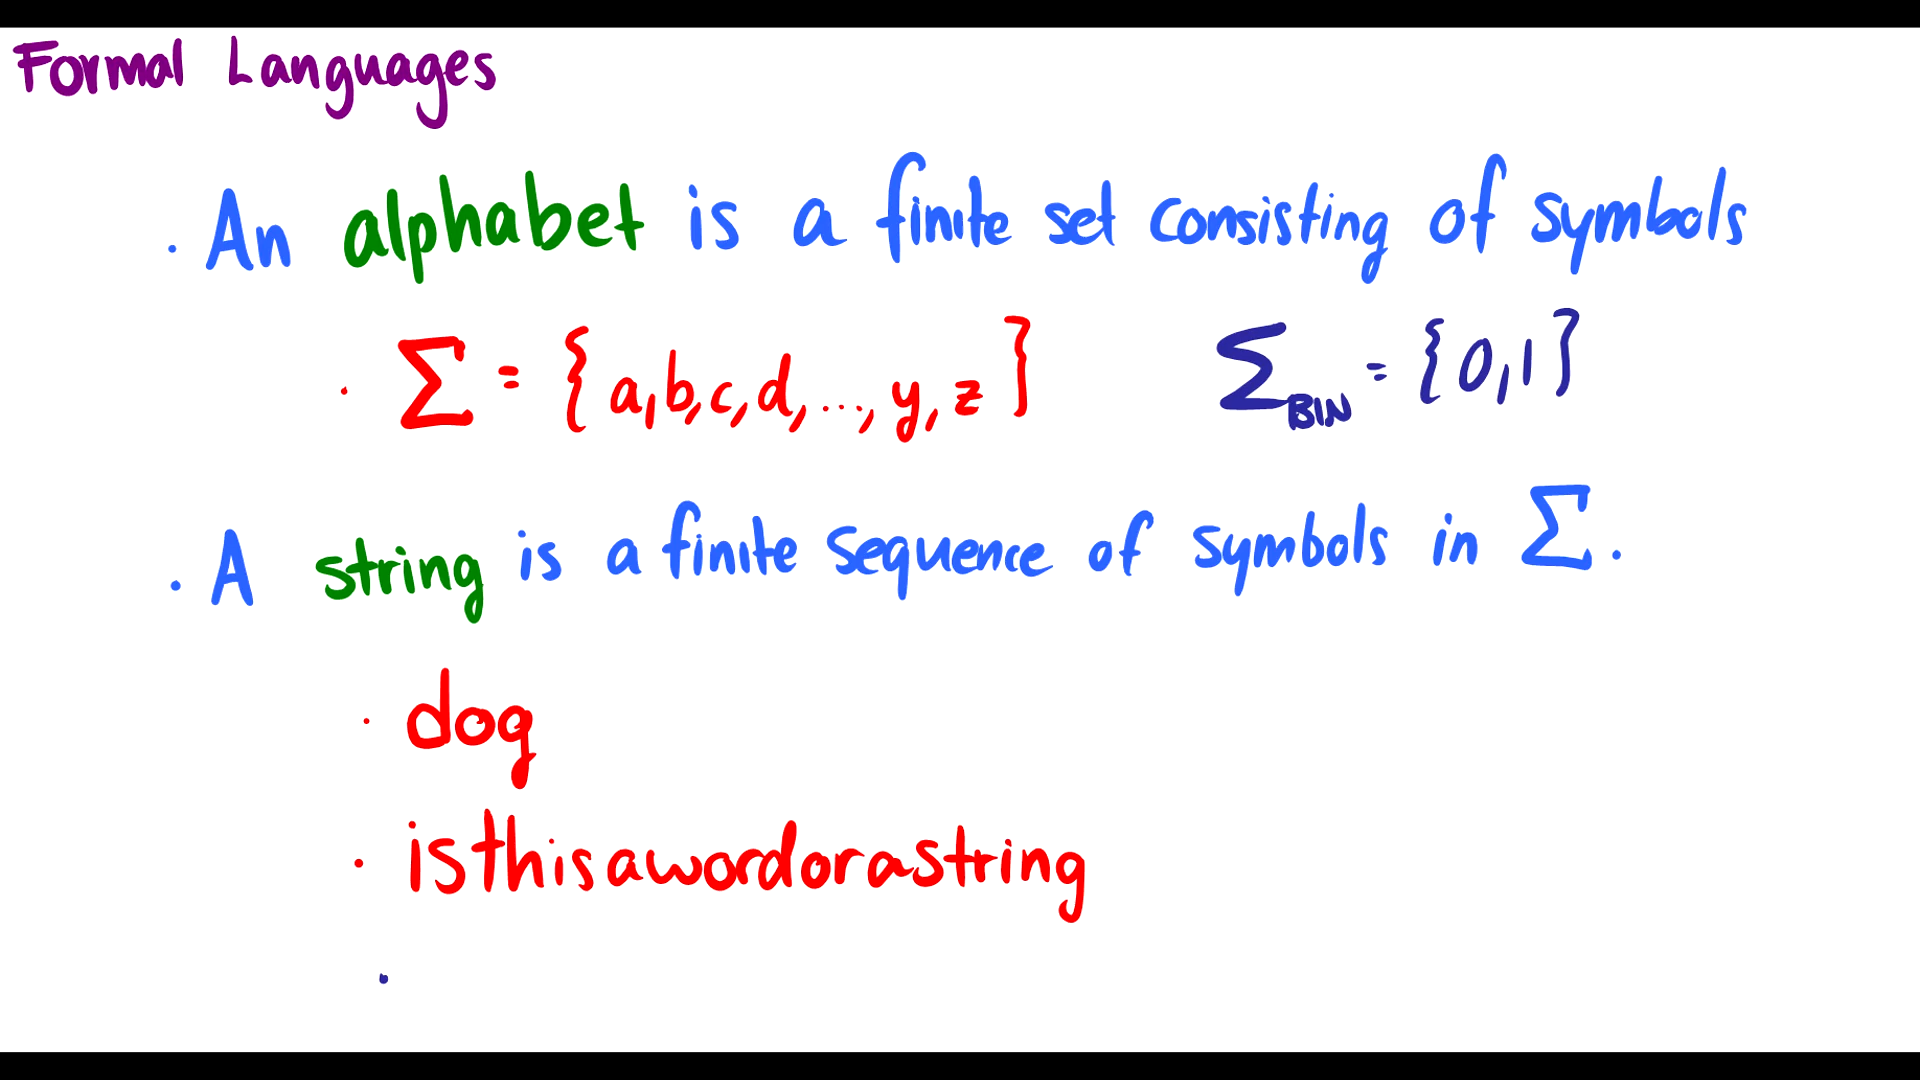 Formal Languages
· An alphabet is a finite set consisting of symbols
· Σ = {a,b,c,d,...,y,z} Σ_BIN = {0,1}
· A string is a finite sequence of symbols in Σ.
· dog
· isthisawordorastring
·